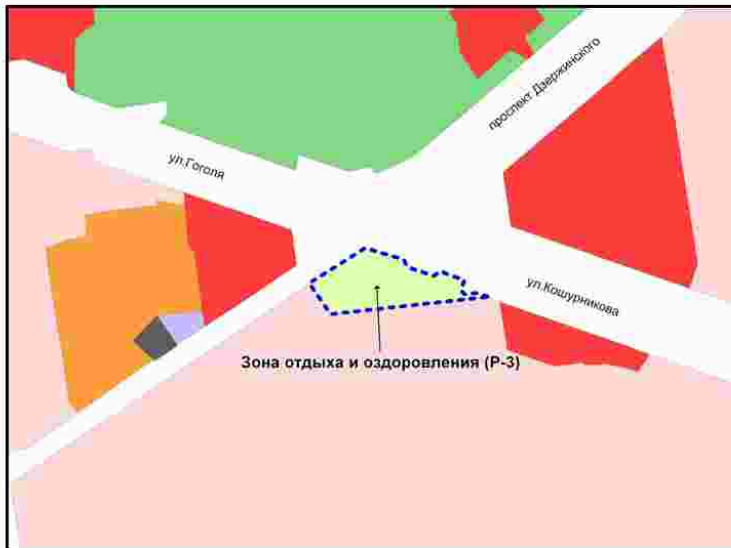 проспект Дзержинского
ул.Гоголя
ул.Кошурникова
Зона отдыха и оздоровления (Р-3)